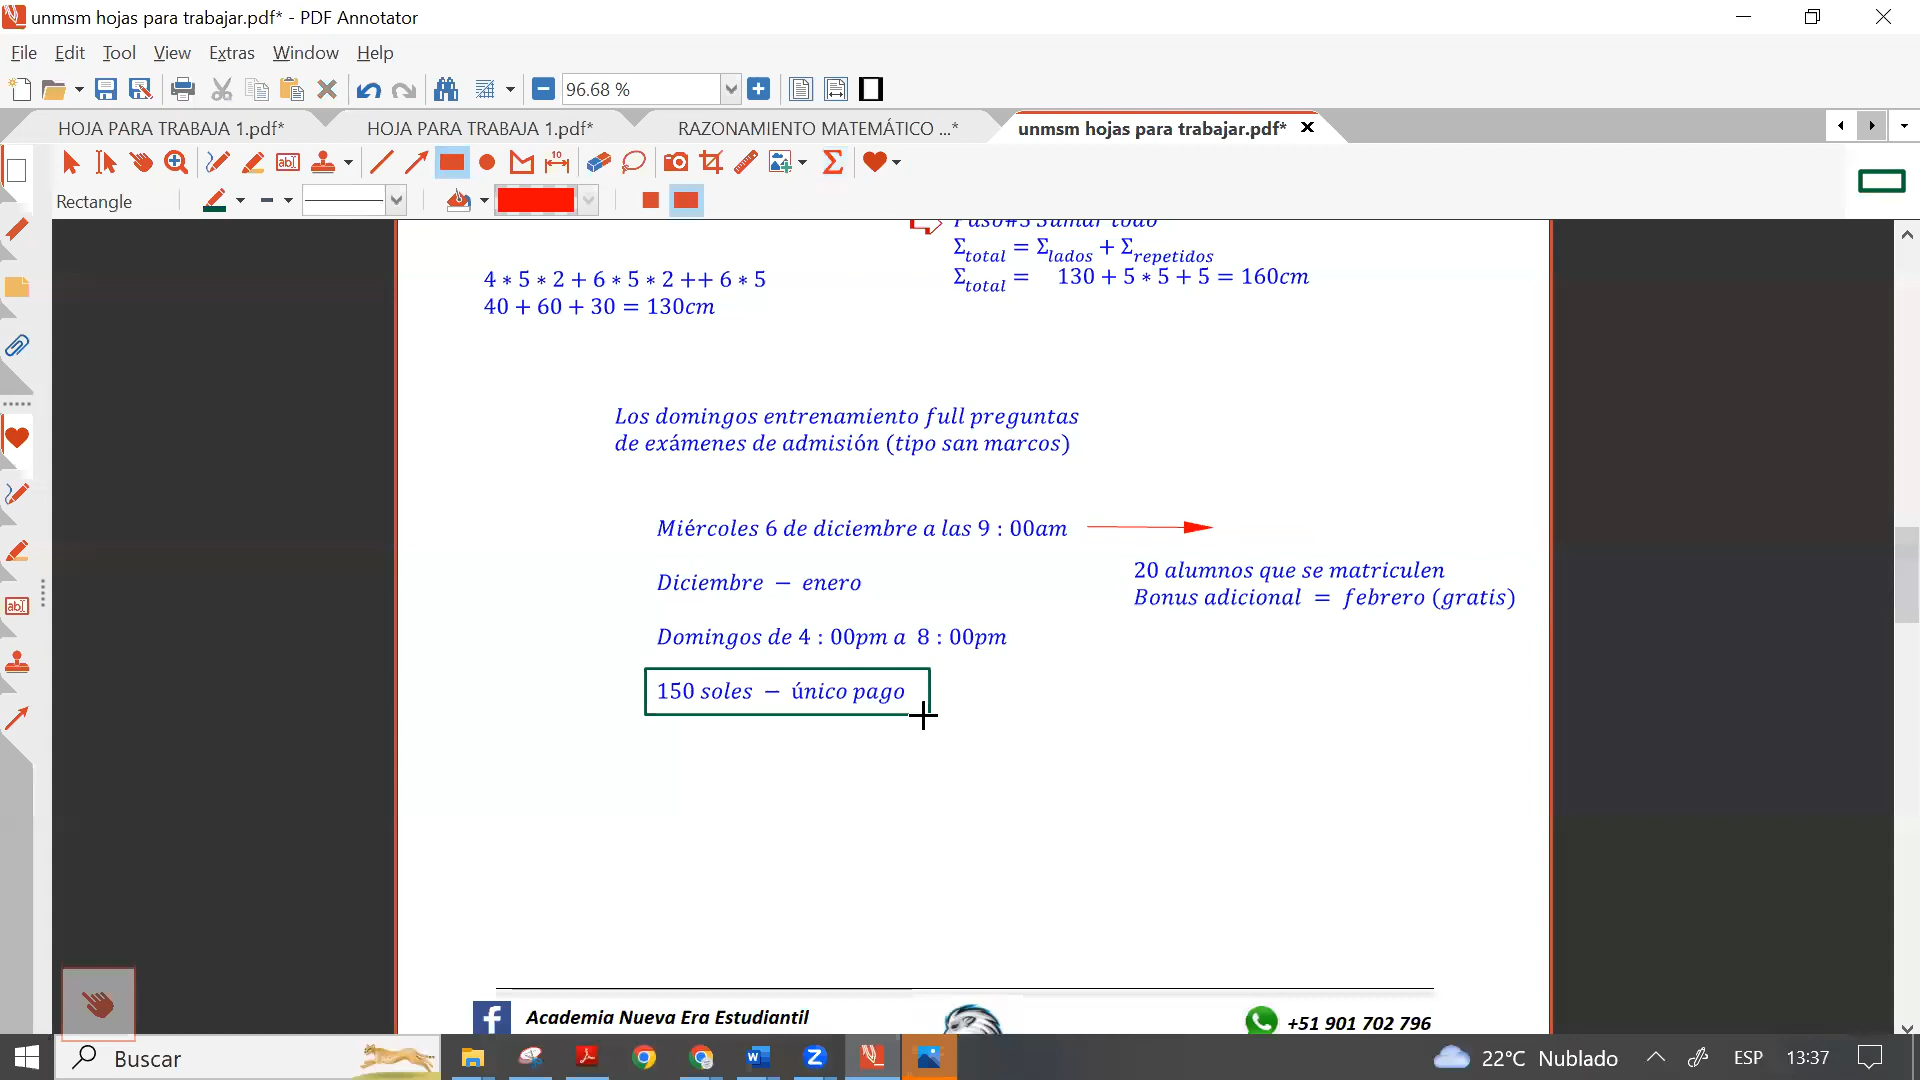 unmsm hojas para trabajar.pdf* - PDF Annotator
File Edit Tool View Extras Window Help
96.68 %
HOJA PARA TRABAJA 1.pdf* HOJA PARA TRABAJA 1.pdf* RAZONAMIENTO MATEMÁTICO ...* unmsm hojas para trabajar.pdf*
Rectangle
Paso#3 Sumar todo
Σtotal = Σlados + Σrepetidos
4 * 5 * 2 + 6 * 5 * 2 ++ 6 * 5
Σtotal = 130 + 5 * 5 + 5 = 160cm
40 + 60 + 30 = 130cm
Los domingos entrenamiento full preguntas
de exámenes de admisión (tipo san marcos)
Miércoles 6 de diciembre a las 9 : 00am
20 alumnos que se matriculen
Diciembre − enero
Bonus adicional = febrero (gratis)
Domingos de 4 : 00pm a 8 : 00pm
150 soles − único pago
Academia Nueva Era Estudiantil
+51 901 702 796
Buscar
22°C Nublado
ESP
13:37